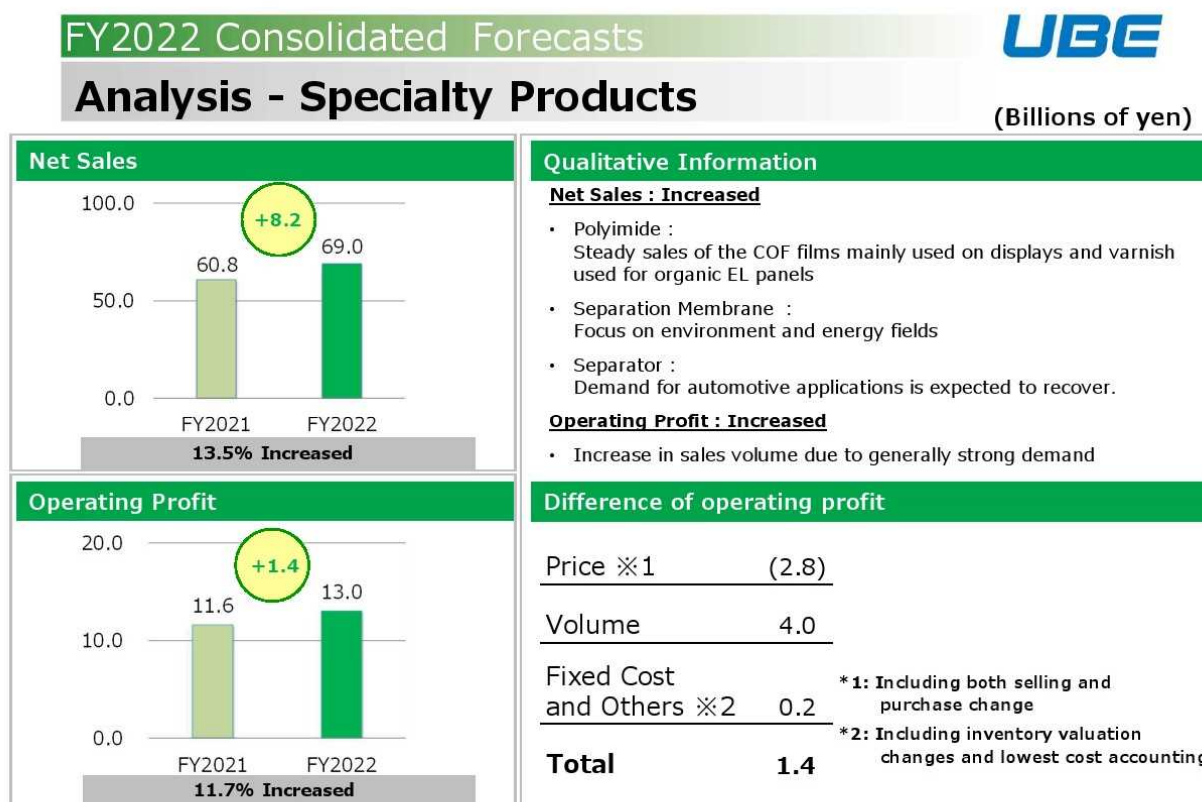 FY2022 Consolidated Forecasts
UBE
Analysis - Specialty Products
(Billions of yen)
Net Sales
100.0
+8.2
69.0
60.8
50.0
0.0
FY2021 FY2022
13.5% Increased
Qualitative Information
Net Sales : Increased
・ Polyimide :
Steady sales of the COF films mainly used on displays and varnish
used for organic EL panels
・ Separation Membrane :
Focus on environment and energy fields
・ Separator :
Demand for automotive applications is expected to recover.
Operating Profit : Increased
・ Increase in sales volume due to generally strong demand
Operating Profit
20.0
+1.4
13.0
11.6
10.0
0.0
FY2021 FY2022
11.7% Increased
Difference of operating profit
Price ※1 (2.8)
Volume 4.0
Fixed Cost
and Others ※2 0.2
Total 1.4
*1: Including both selling and
purchase change
*2: Including inventory valuation
changes and lowest cost accounting